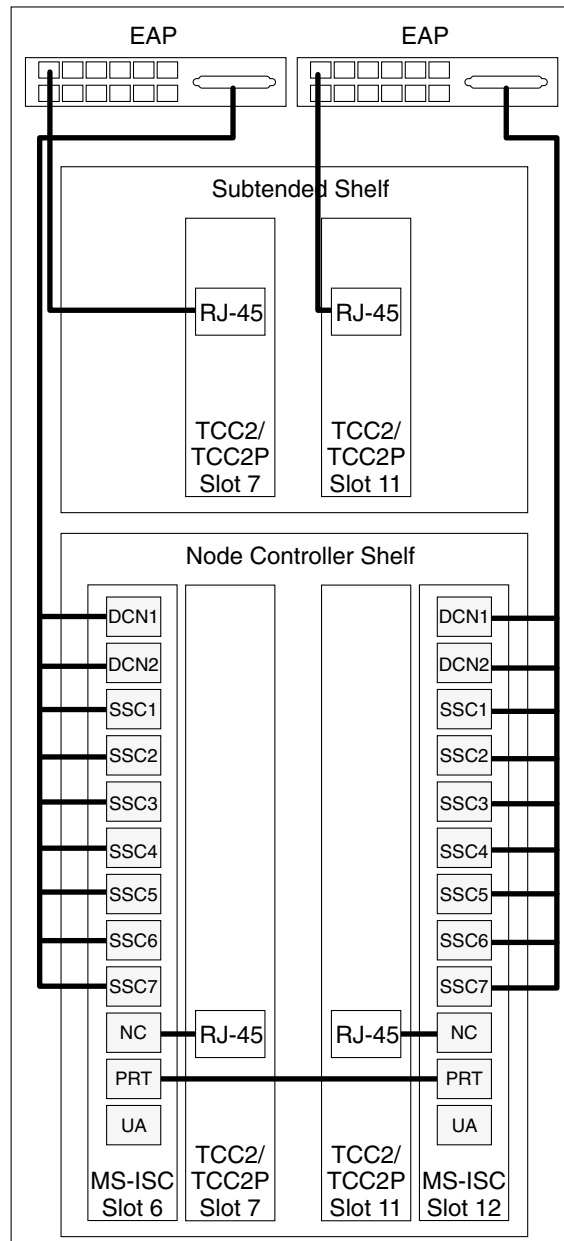 EAP
EAP
Subtended Shelf
RJ-45
RJ-45
TCC2/
TCC2P
Slot 7
TCC2/
TCC2P
Slot 11
Node Controller Shelf
DCN1
DCN2
SSC1
SSC2
SSC3
SSC4
SSC5
SSC6
SSC7
NC
PRT
UA
MS-ISC
Slot 6
RJ-45
TCC2/
TCC2P
Slot 7
RJ-45
TCC2/
TCC2P
Slot 11
DCN1
DCN2
SSC1
SSC2
SSC3
SSC4
SSC5
SSC6
SSC7
NC
PRT
UA
MS-ISC
Slot 12